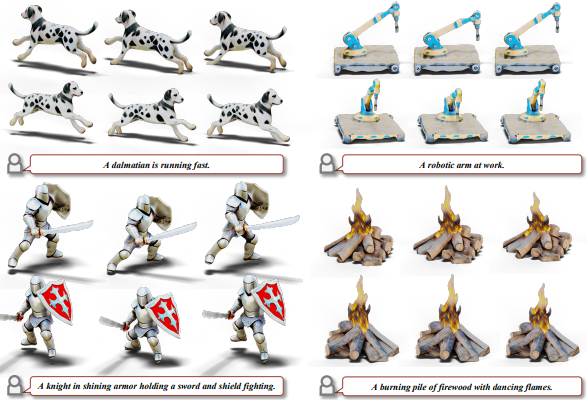 A dalmatian is running fast.
A robotic arm at work.
A knight in shining armor holding a sword and shield fighting.
A burning pile of firewood with dancing flames.